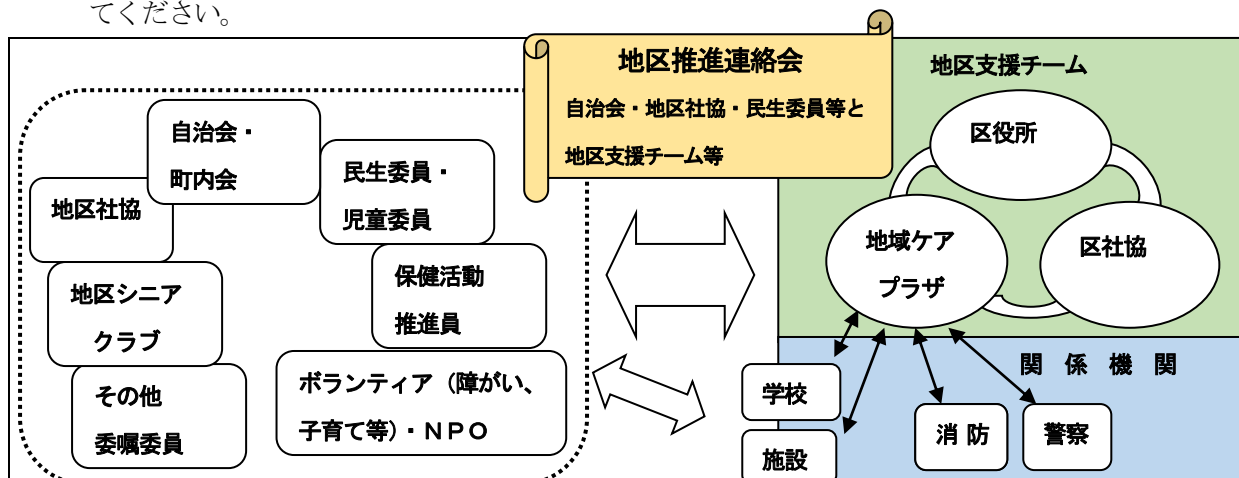 てください。
地区推進連絡会
自治会・地区社協・民生委員等と
地区支援チーム等
地区支援チーム
区役所
地域ケア
プラザ
区社協
自治会・
町内会
民生委員・
児童委員
地区社協
保健活動
推進員
地区シニア
クラブ
その他
委嘱委員
ボランティア（障がい、
子育て等）・ＮＰＯ
関 係 機 関
学校
施設
消 防
警察